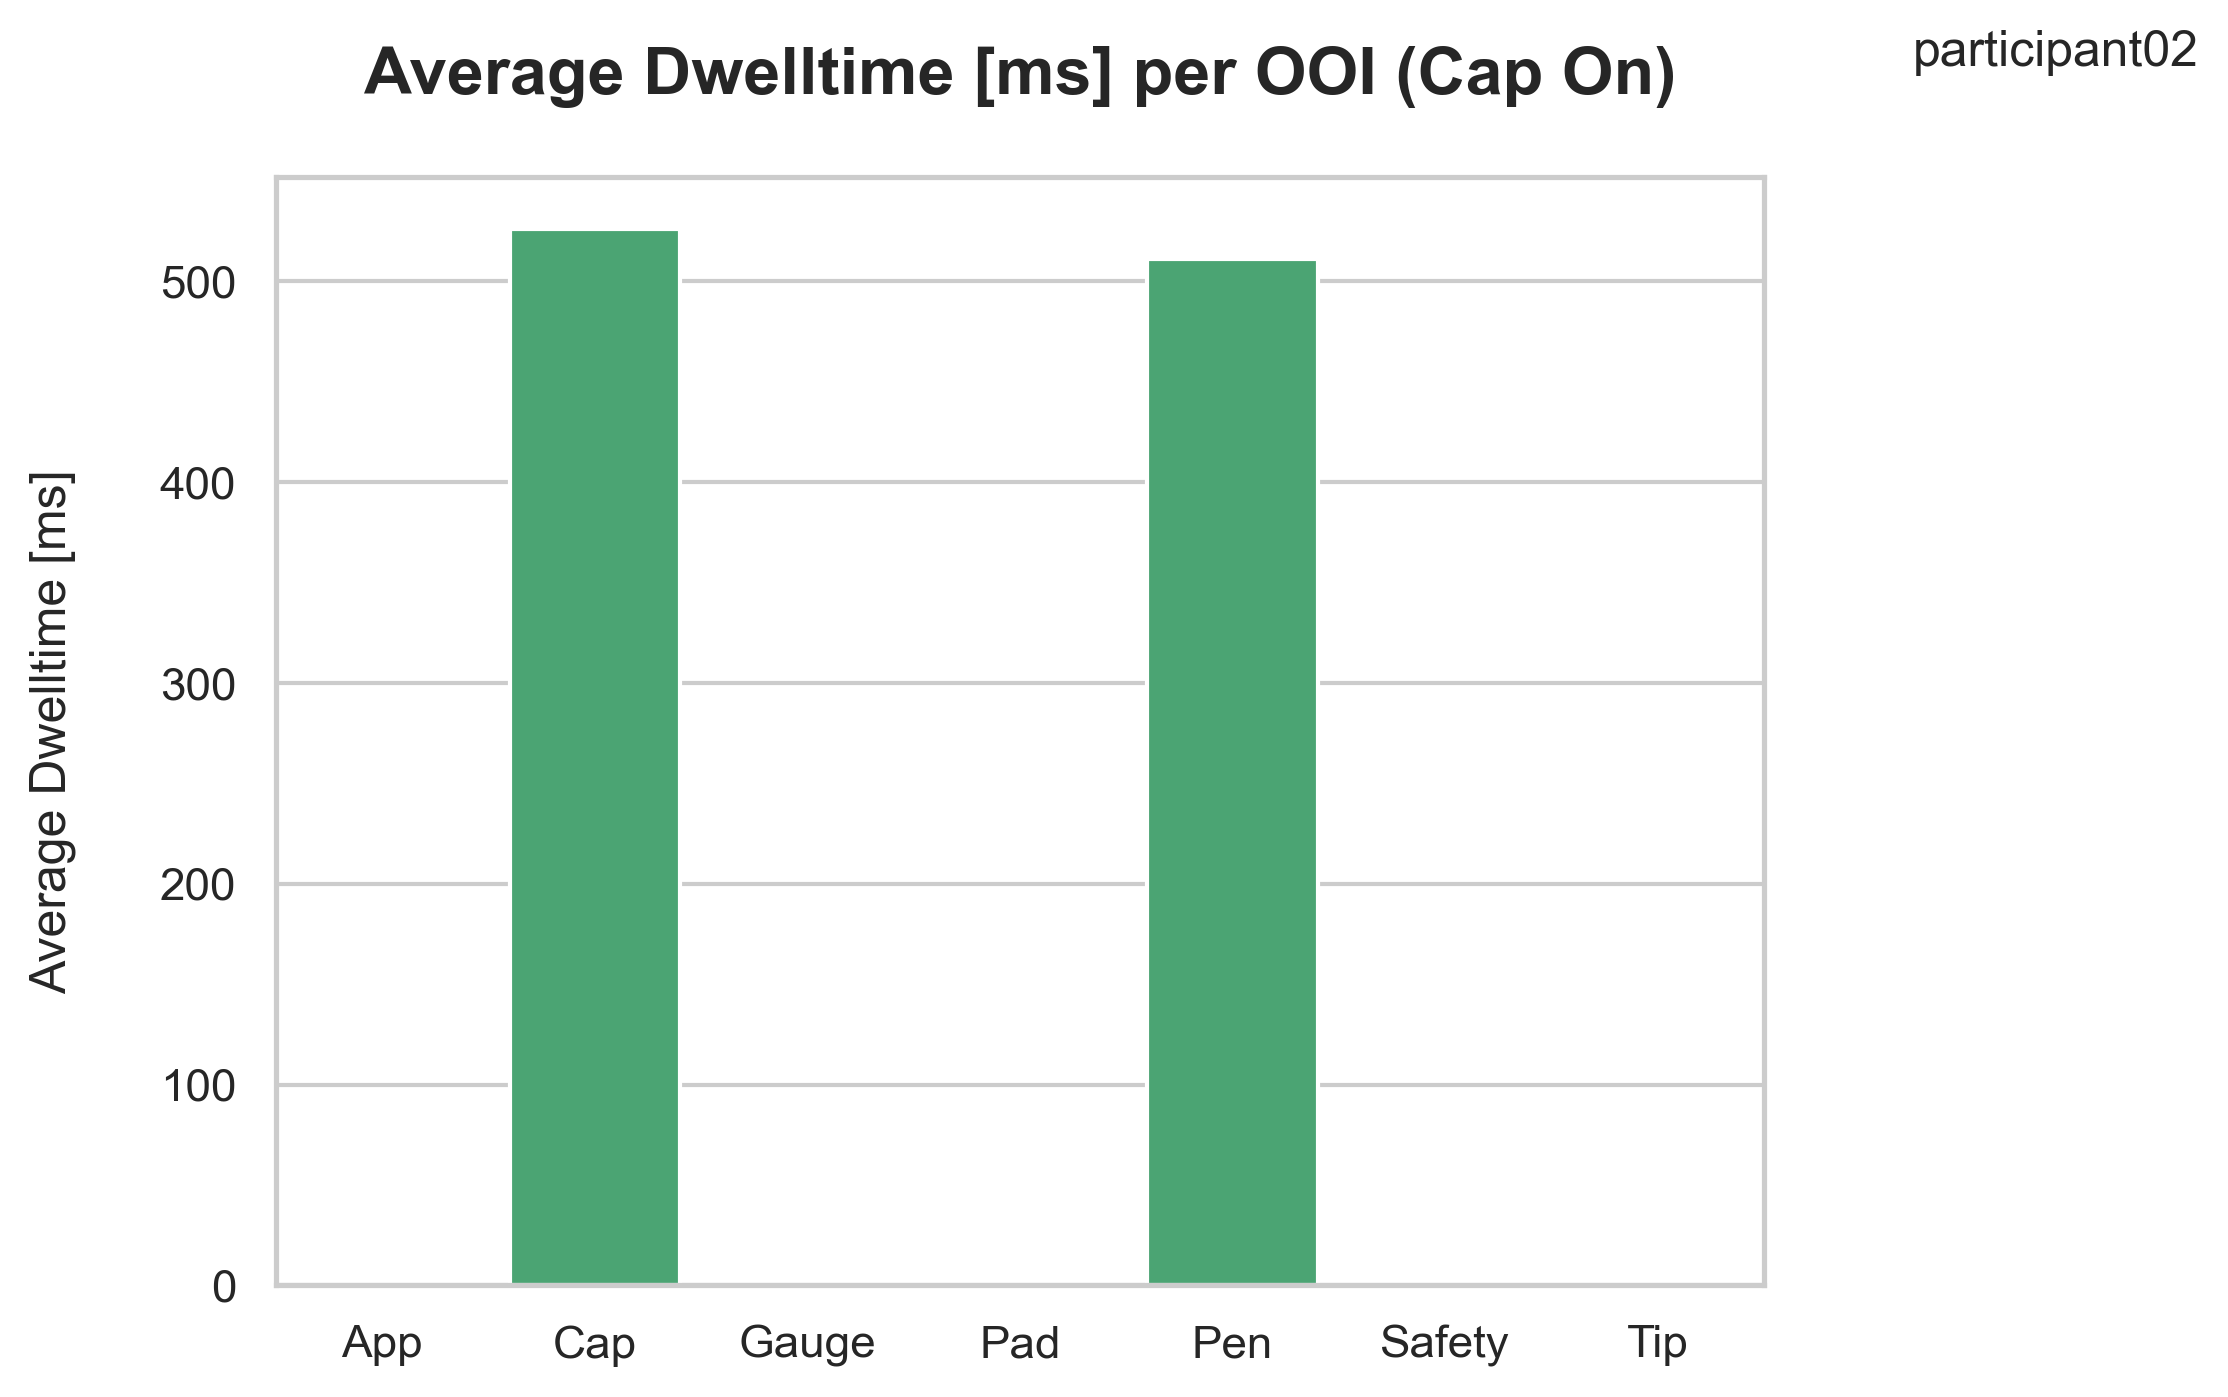 Average Dwelltime [ms] per OOI (Cap On)
participant02
Average Dwelltime [ms]
500
400
300
200
100
0
App
Cap
Gauge
Pad
Pen
Safety
Tip